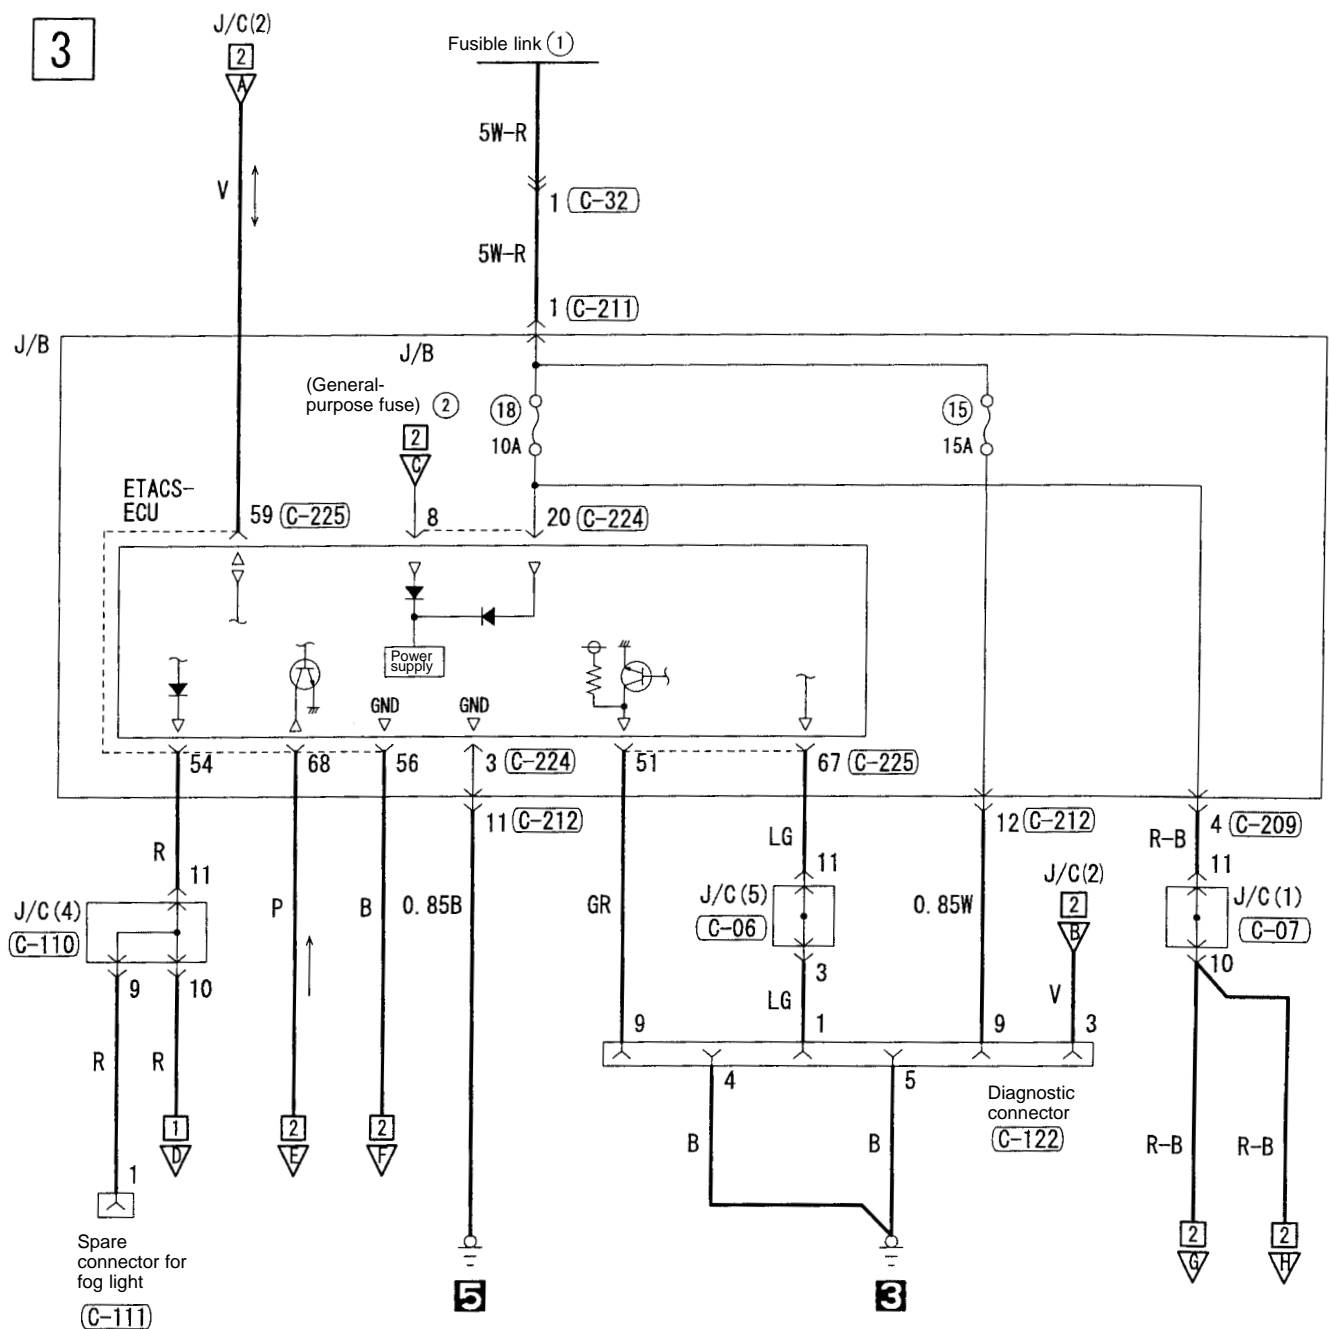 3
J/C(2)
2
A
Fusible link 1
5W-R
V
1 C-32
5W-R
1 C-211
J/B
J/B
(General-
purpose fuse) 2
18
10A
15
15A
2
C
ETACS-
ECU
59 C-225
8
20 C-224
Power
supply
GND
GND
54
68
56
3 C-224
51
67 C-225
11 C-212
12 C-212
4 C-209
R
LG
R-B
11
11
11
J/C(4)
C-110
P
B
0.85B
GR
J/C(5)
C-06
0.85W
J/C(2)
2
B
J/C(1)
C-07
9
10
3
10
LG
V
9
1
9
3
R
R
4
5
Diagnostic
connector
C-122
1
D
2
E
2
F
B
B
R-B
R-B
1
Spare
connector for
fog light
C-111
5
3
2
G
2
H